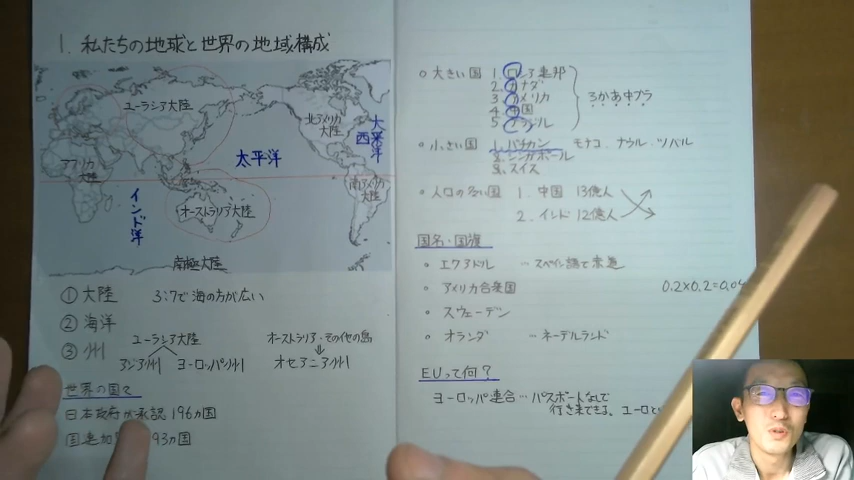 1. 私たちの地球と世界の地域構成
ユーラシア大陸
北アメリカ大陸
大西洋
太平洋
アフリカ大陸
インド洋
オーストラリア大陸
南アメリカ大陸
南極大陸
① 大陸 3:7で海の方が広い
② 海洋
③ 州
ユーラシア大陸
アジア州 ヨーロッパ州
オーストラリア・その他の島
オセアニア州
世界の国々
日本政府が承認 196ヵ国
国連加 93ヵ国
○ 大きい国 1. ロシア連邦
2. カナダ
3. アメリカ
4. 中国
5. ブラジル
ろかあ中ブラ
○ 小さい国 1. バチカン モナコ.ナウル.ツバル
シンガポール
スイス
○ 人口の多い国 1. 中国 13億人
2. インド 12億人
国名・国旗
○ エクアドル … スペイン語で赤道
○ アメリカ合衆国
0.2×0.2=0.04
○ スウェーデン
○ オランダ …ネーデルランド
EUって何?
ヨーロッパ連合…パスポートなしで
行き来できる。ユーロ